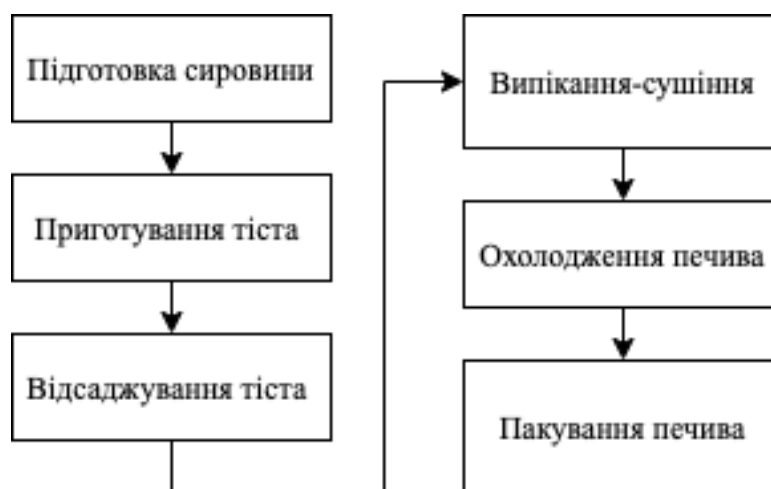 Підготовка сировини
Приготування тіста
Відсаджування тіста
Випікання-сушіння
Охолодження печива
Пакування печива